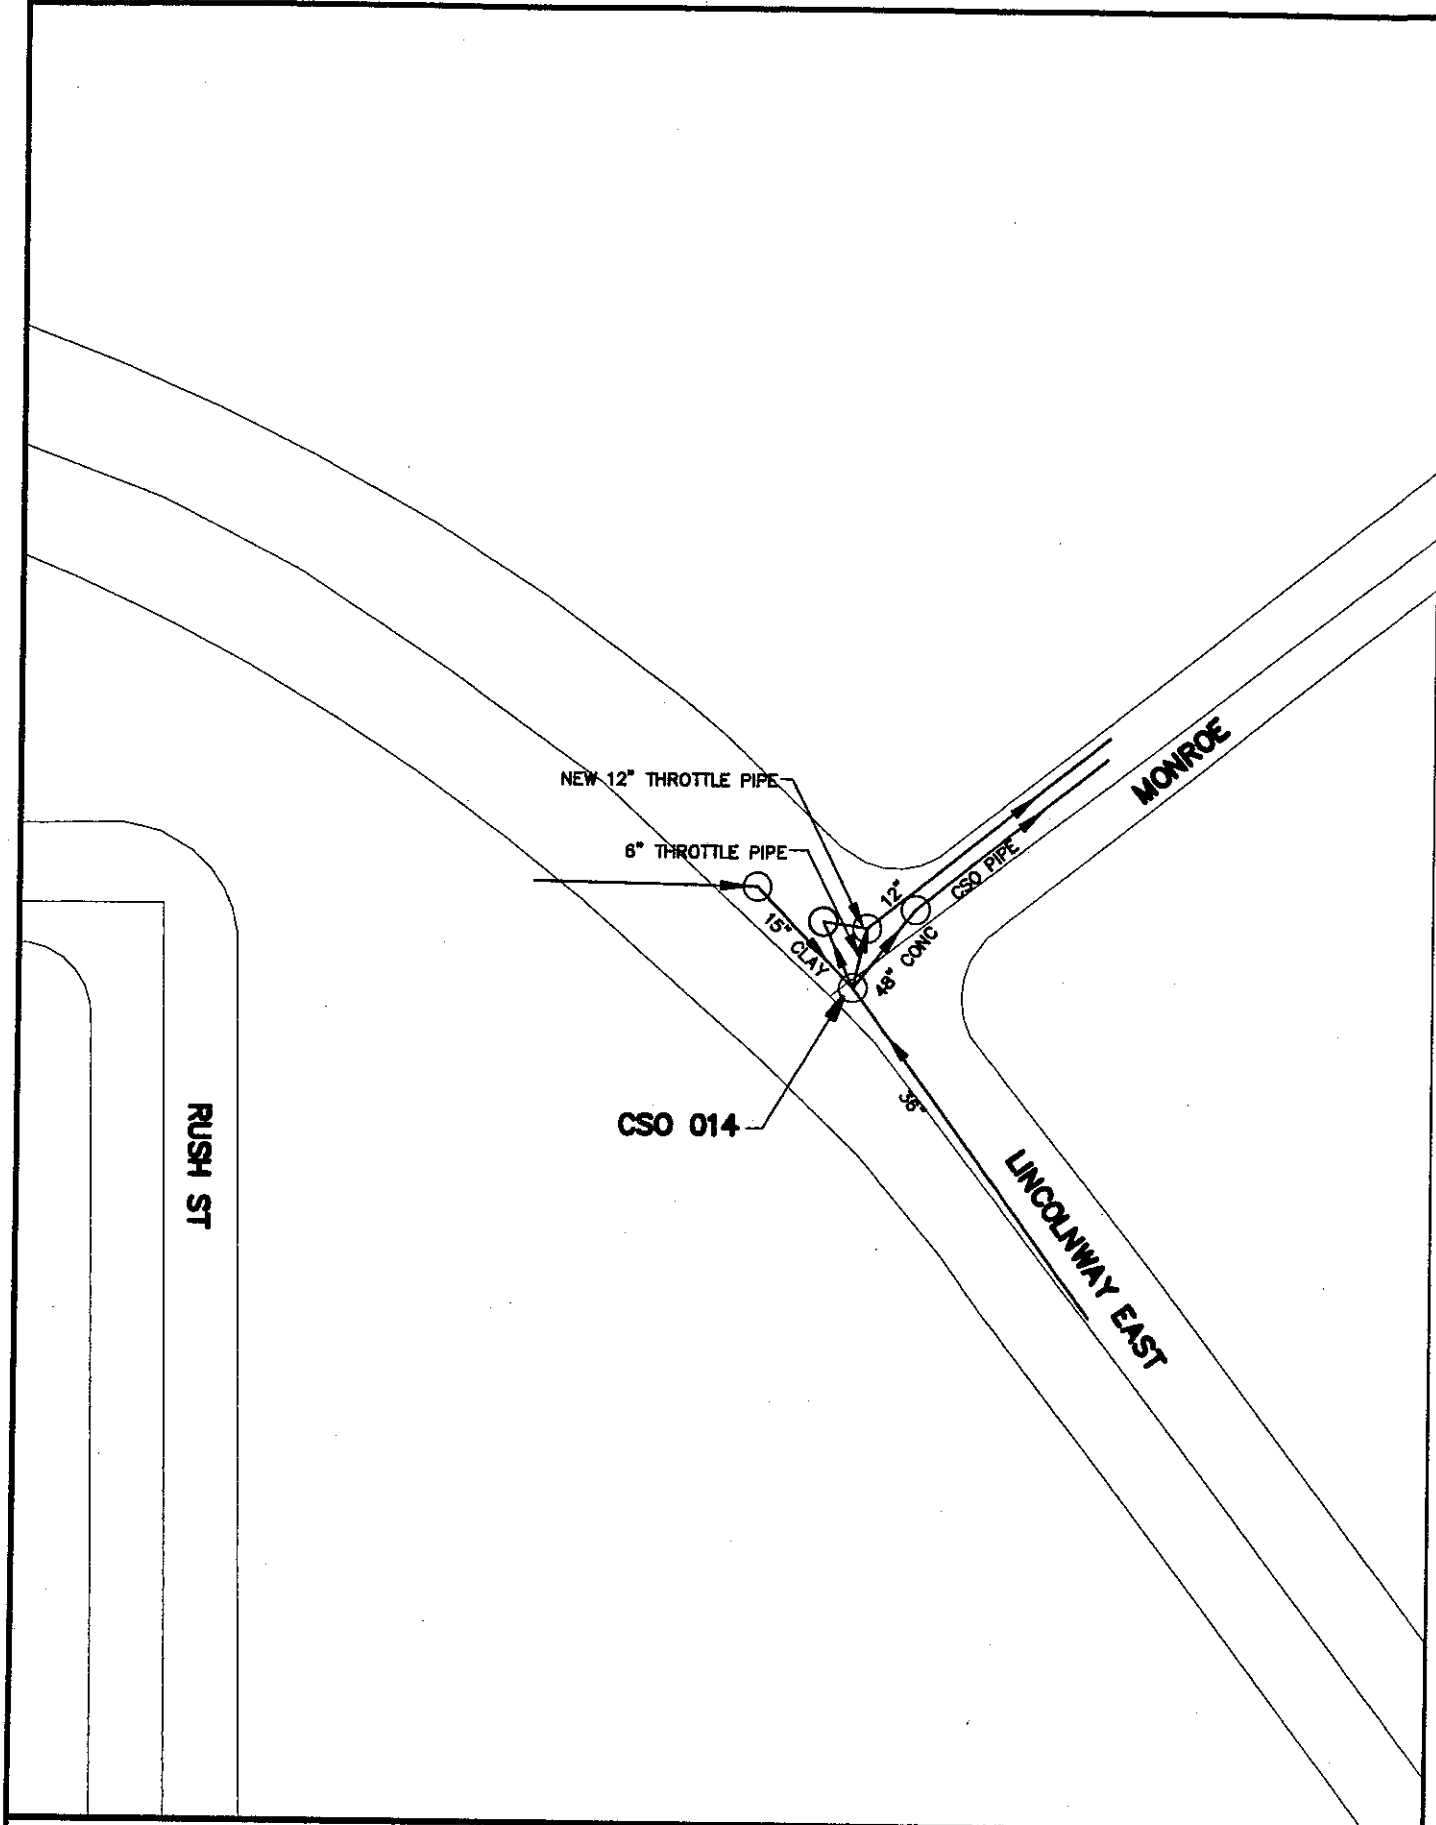 MONROE
NEW 12" THROTTLE PIPE
6" THROTTLE PIPE
12"
CSO PIPE
15" CLAY
48" CONC
36"
CSO 014
RUSH ST
LINCOLNWAY EAST